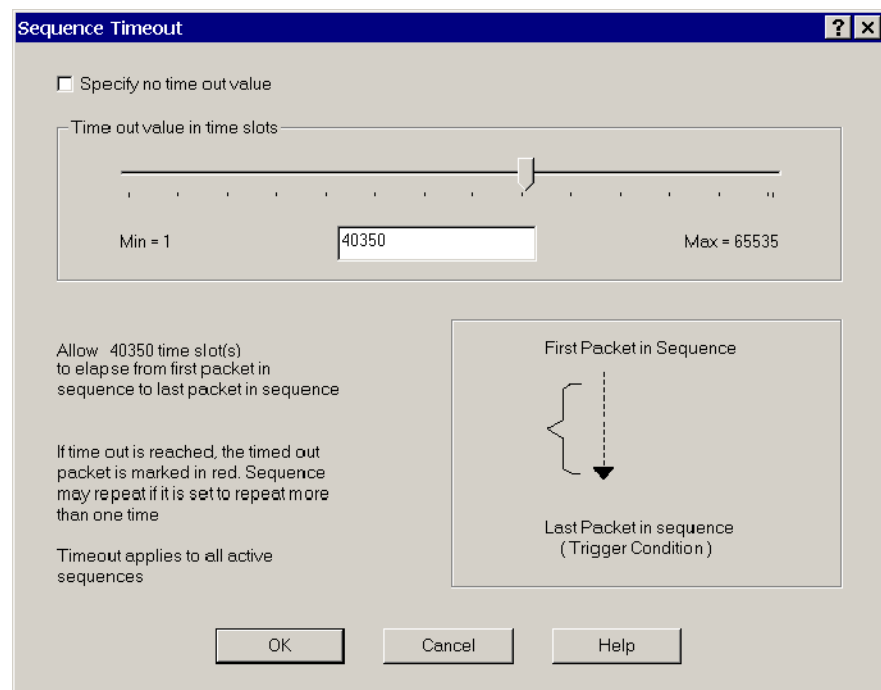 Sequence Timeout
Specify no time out value
Time out value in time slots
Min = 1
40350
Max = 65535
Allow 40350 time slot(s)
to elapse from first packet in
sequence to last packet in sequence
If time out is reached, the timed out
packet is marked in red. Sequence
may repeat if it is set to repeat more
than one time
Timeout applies to all active
sequences
First Packet in Sequence
Last Packet in sequence
( Trigger Condition )
OK
Cancel
Help